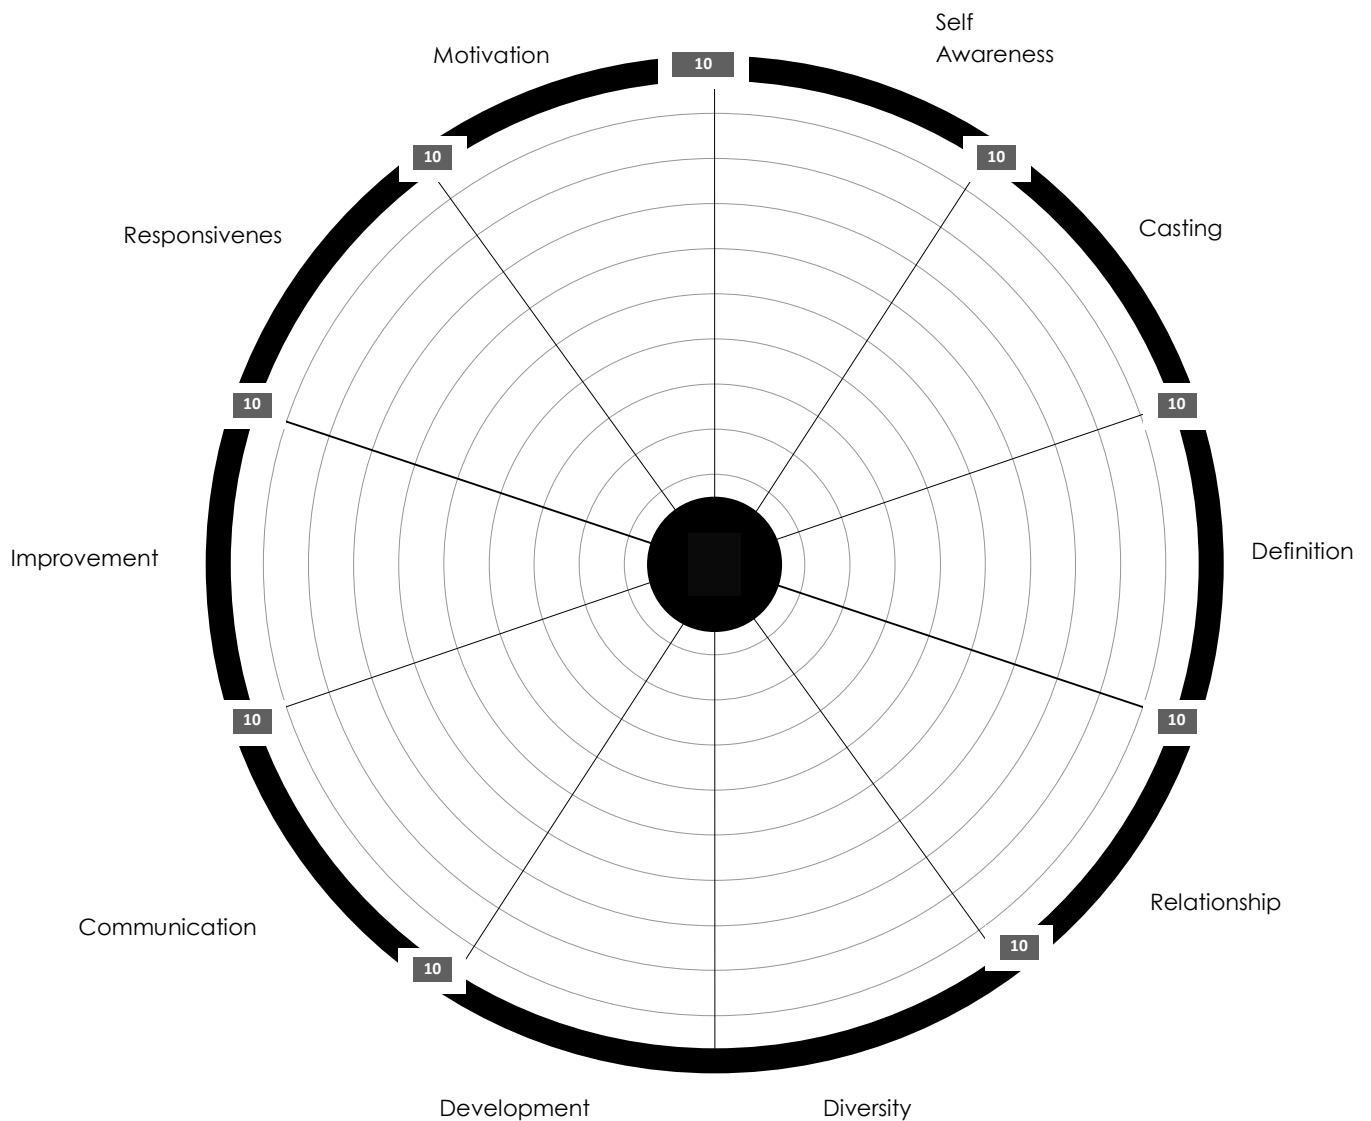 Self
Awareness
Motivation
10
10
10
Casting
Responsivenes
10
10
Definition
Improvement
10
10
Relationship
Communication
10
10
Development
Diversity